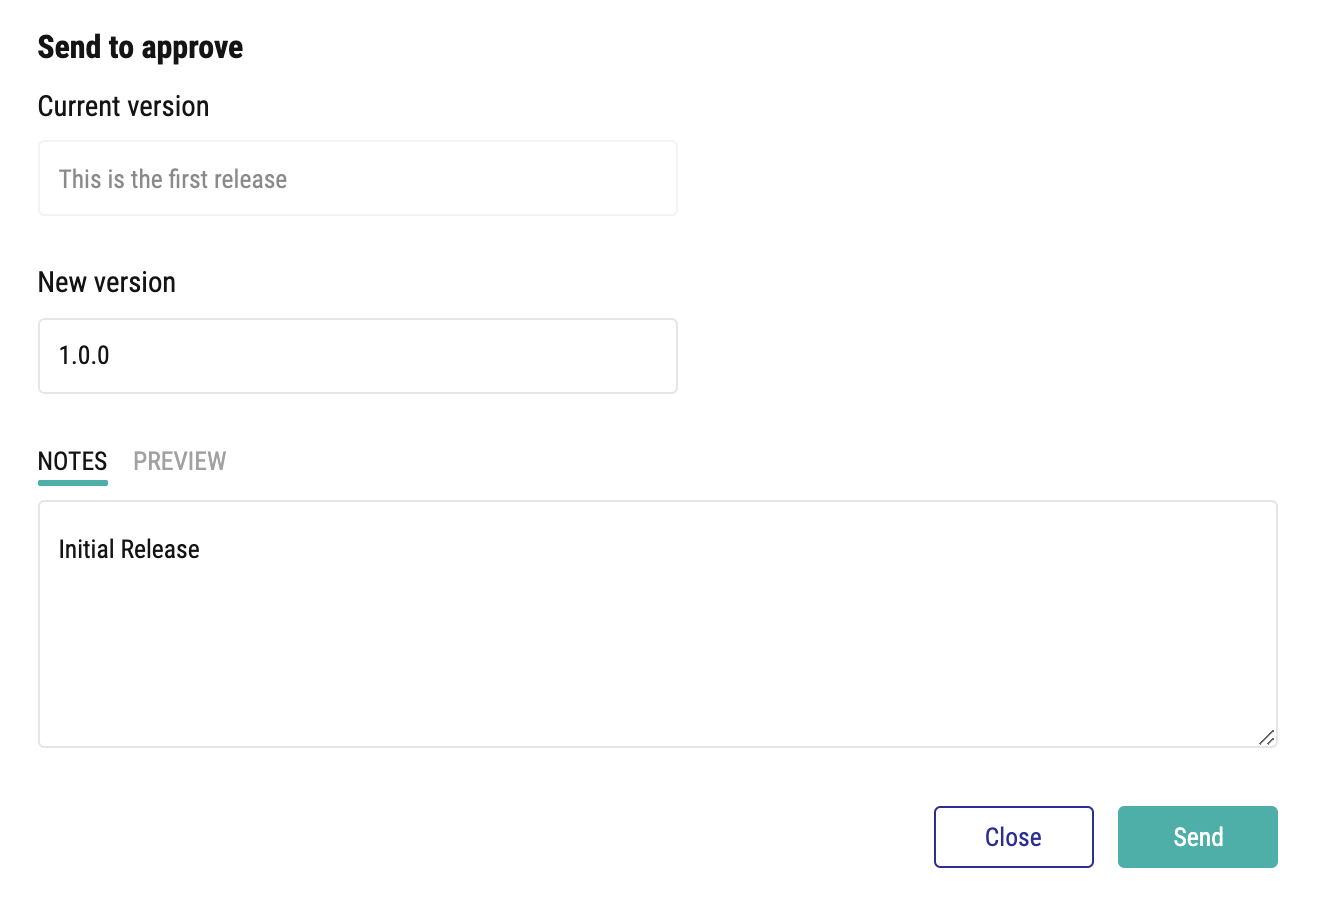 Send to approve
Current version
This is the first release
New version
1.0.0
NOTES PREVIEW
Initial Release
Close Send